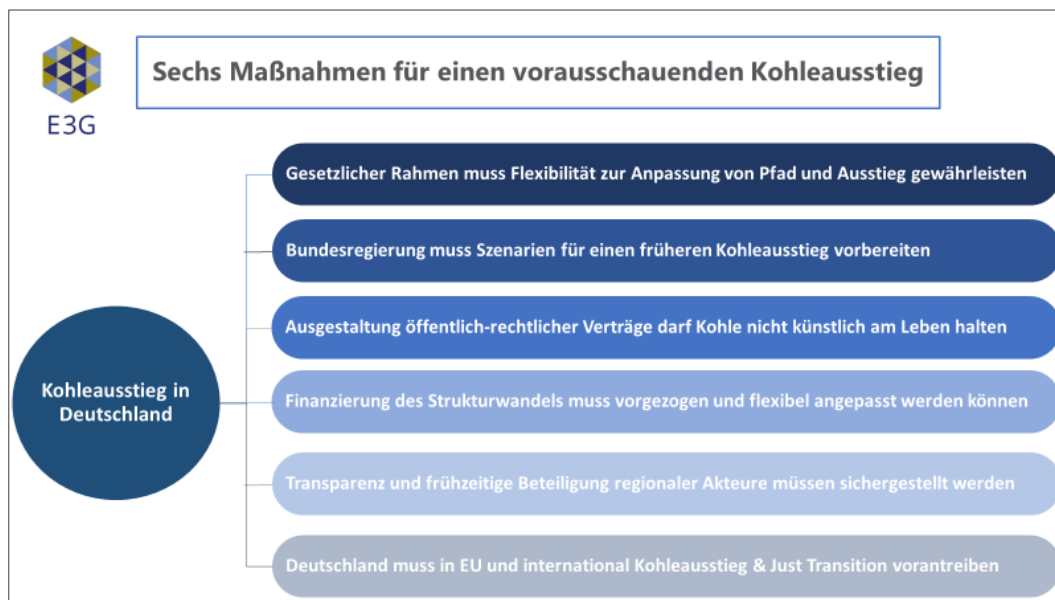 E3G
Sechs Maßnahmen für einen vorausschauenden Kohleausstieg
Kohleausstieg in
Deutschland
Gesetzlicher Rahmen muss Flexibilität zur Anpassung von Pfad und Ausstieg gewährleisten
Bundesregierung muss Szenarien für einen früheren Kohleausstieg vorbereiten
Ausgestaltung öffentlich-rechtlicher Verträge darf Kohle nicht künstlich am Leben halten
Finanzierung des Strukturwandels muss vorgezogen und flexibel angepasst werden können
Transparenz und frühzeitige Beteiligung regionaler Akteure müssen sichergestellt werden
Deutschland muss in EU und international Kohleausstieg & Just Transition vorantreiben